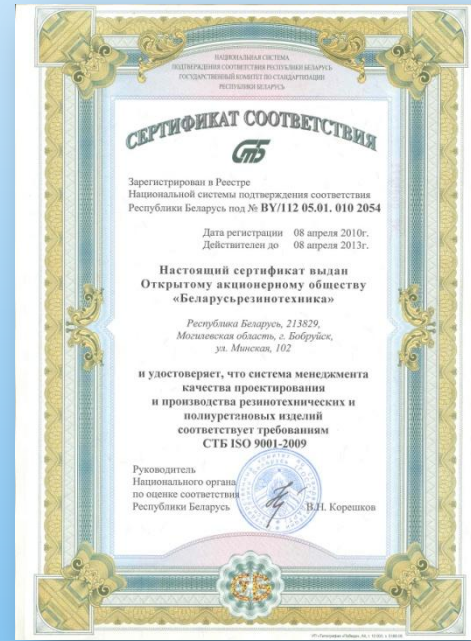 НАЦИОНАЛЬНАЯ СИСТЕМА
ПОДТВЕРЖДЕНИЯ СООТВЕТСТВИЯ РЕСПУБЛИКИ БЕЛАРУСЬ
ГОСУДАРСТВЕННЫЙ КОМИТЕТ ПО СТАНДАРТИЗАЦИИ
РЕСПУБЛИКИ БЕЛАРУСЬ
СЕРТИФИКАТ СООТВЕТСТВИЯ
СТБ
Зарегистрирован в Реестре
Национальной системы подтверждения соответствия
Республики Беларусь под № BY/112 05.01. 010 2054
Дата регистрации 08 апреля 2010г.
Действителен до 08 апреля 2013г.
Настоящий сертификат выдан
Открытому акционерному обществу
«Беларусьрезинотехника»
Республика Беларусь, 213829,
Могилевская область, г. Бобруйск,
ул. Минская, 102
и удостоверяет, что система менеджмента
качества проектирования
и производства резинотехнических и
полиуретановых изделий
соответствует требованиям
СТБ ISO 9001-2009
Руководитель
Национального органа
по оценке соответствия
Республики Беларусь В.Н. Корешков